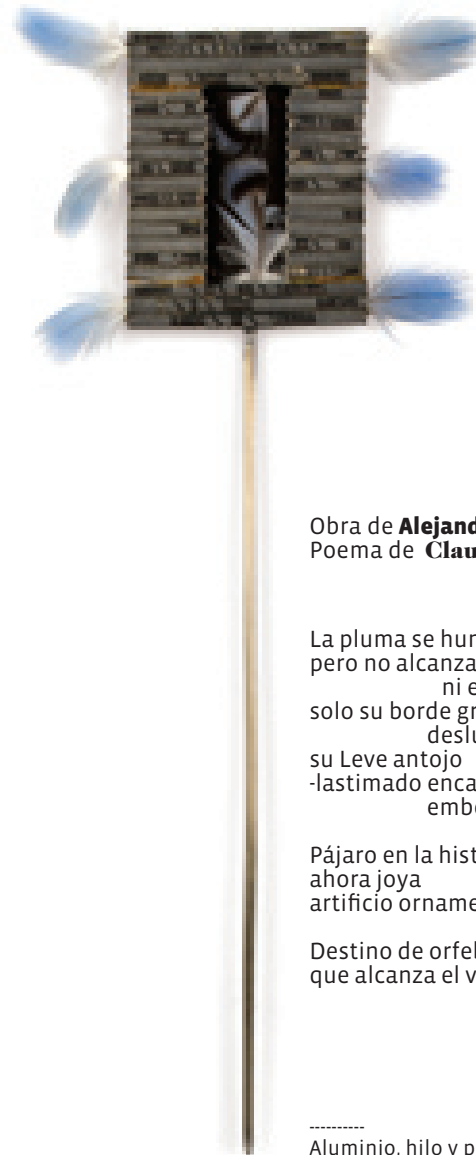 Obra de Alejand
Poema de Clau
La pluma se hun
pero no alcanza
ni e
solo su borde gr
deslu
su Leve antojo
-lastimado enca
embe
Pájaro en la hist
ahora joya
artificio orname
Destino de orfe
que alcanza el v
----------
Aluminio, hilo y p